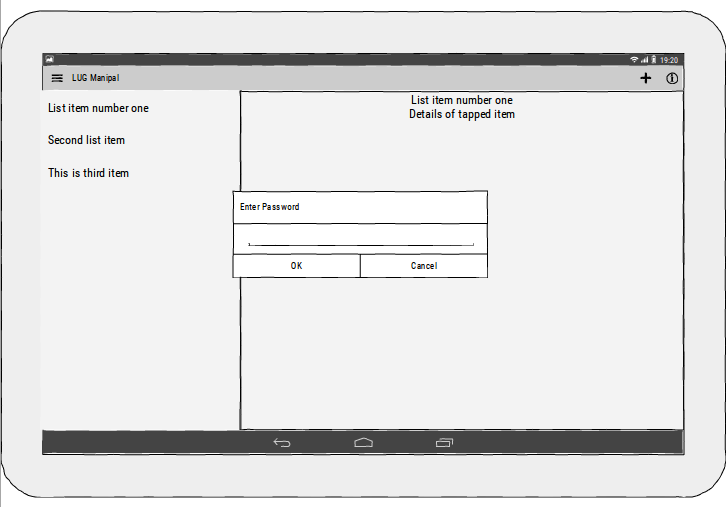 19:20
LUG Manipal
List item number one
Second list item
This is third item
List item number one
Details of tapped item
Enter Password
OK
Cancel